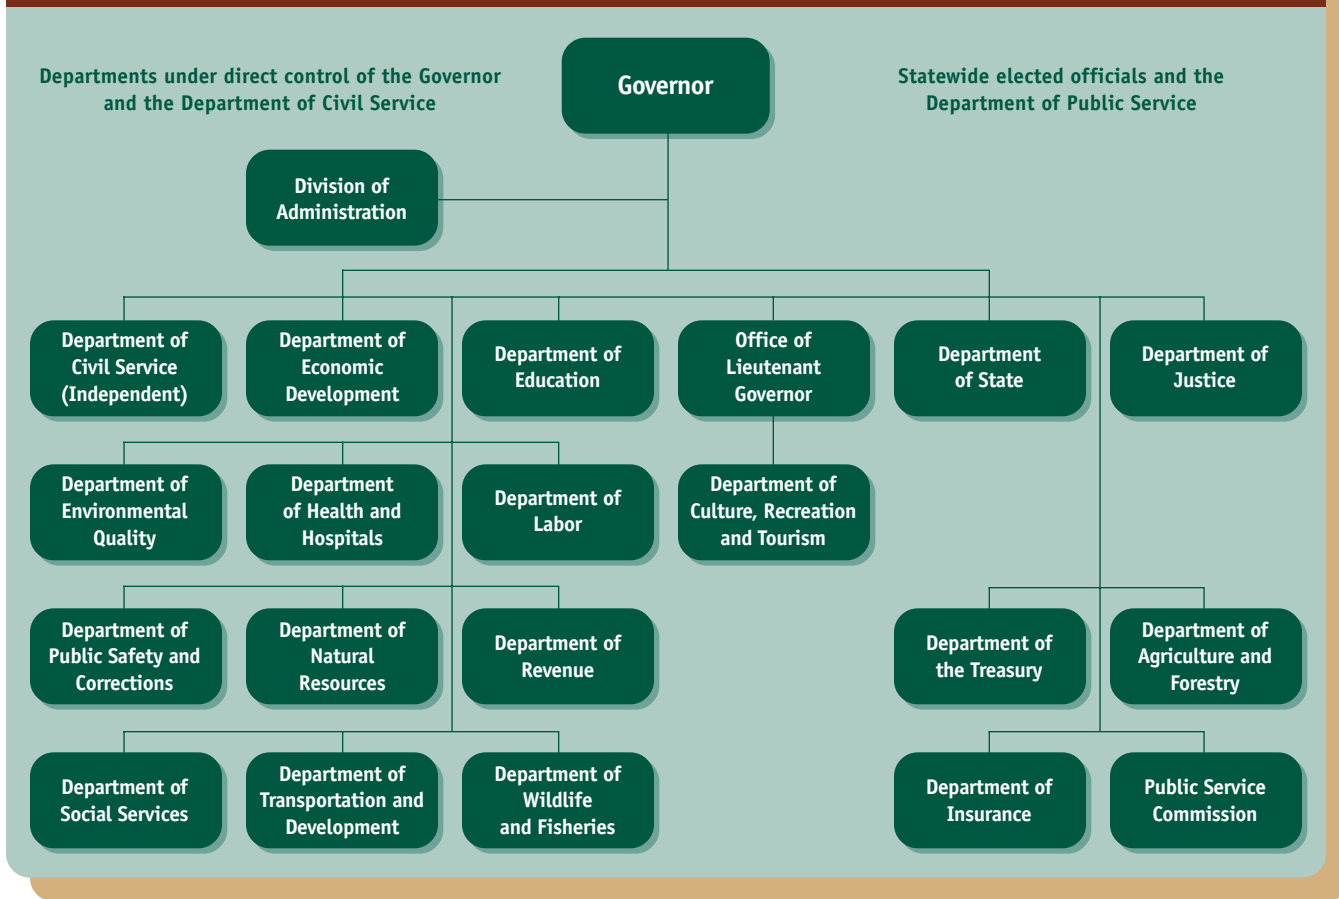 Departments under direct control of the Governor
and the Department of Civil Service
Governor
Statewide elected officials and the
Department of Public Service
Division of
Administration
Department of
Civil Service
(Independent)
Department of
Economic
Development
Department of
Education
Office of
Lieutenant
Governor
Department
of State
Department of
Justice
Department of
Environmental
Quality
Department
of Health and
Hospitals
Department of
Labor
Department of
Culture, Recreation
and Tourism
Department of
Public Safety and
Corrections
Department of
Natural
Resources
Department of
Revenue
Department of
the Treasury
Department of
Agriculture and
Forestry
Department of
Social Services
Department of
Transportation and
Development
Department of
Wildlife
and Fisheries
Department of
Insurance
Public Service
Commission